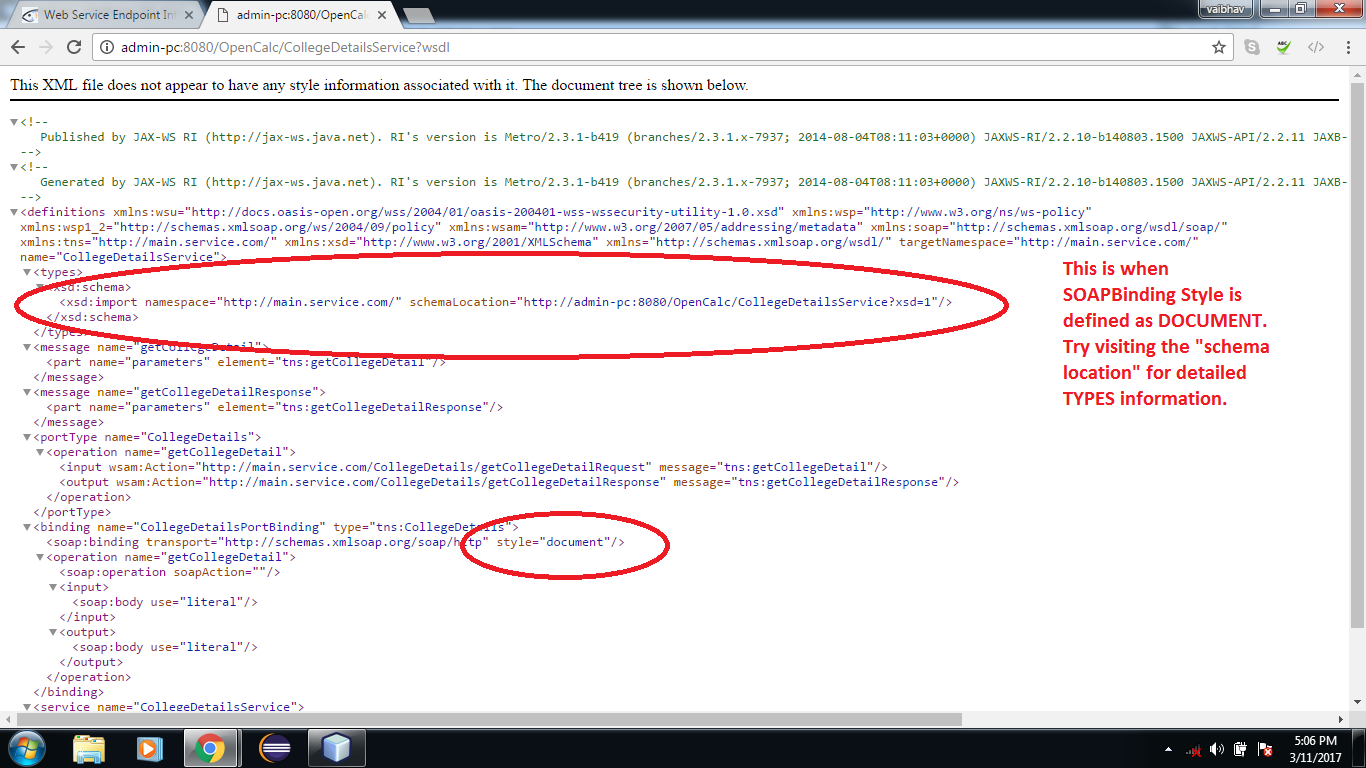 Web Service Endpoint Int
admin-pc:8080/OpenCalc/
vaibhav
admin-pc:8080/OpenCalc/CollegeDetailsService?wsdl
ABC
This XML file does not appear to have any style information associated with it. The document tree is shown below.
<!--
Published by JAX-WS RI (http://jax-ws.java.net). RI's version is Metro/2.3.1-b419 (branches/2.3.1.x-7937; 2014-08-04T08:11:03+0000) JAXWS-RI/2.2.10-b140803.1500 JAXWS-API/2.2.11 JAXB-
-->
<!--
Generated by JAX-WS RI (http://jax-ws.java.net). RI's version is Metro/2.3.1-b419 (branches/2.3.1.x-7937; 2014-08-04T08:11:03+0000) JAXWS-RI/2.2.10-b140803.1500 JAXWS-API/2.2.11 JAXB-
-->
<definitions xmlns:wsu="http://docs.oasis-open.org/wss/2004/01/oasis-200401-wss-wssecurity-utility-1.0.xsd" xmlns:wsp="http://www.w3.org/ns/ws-policy"
xmlns:wsp1_2="http://schemas.xmlsoap.org/ws/2004/09/policy" xmlns:wsam="http://www.w3.org/2007/05/addressing/metadata" xmlns:soap="http://schemas.xmlsoap.org/wsdl/soap/"
xmlns:tns="http://main.service.com/" xmlns:xsd="http://www.w3.org/2001/XMLSchema" xmlns="http://schemas.xmlsoap.org/wsdl/" targetNamespace="http://main.service.com/"
name="CollegeDetailsService">
<types>
<xsd:schema>
<xsd:import namespace="http://main.service.com/" schemaLocation="http://admin-pc:8080/OpenCalc/CollegeDetailsService?xsd=1"/>
</xsd:schema>
</types>
<message name="getCollegeDetail">
<part name="parameters" element="tns:getCollegeDetail"/>
</message>
<message name="getCollegeDetailResponse">
<part name="parameters" element="tns:getCollegeDetailResponse"/>
</message>
<portType name="CollegeDetails">
<operation name="getCollegeDetail">
<input wsam:Action="http://main.service.com/CollegeDetails/getCollegeDetailRequest" message="tns:getCollegeDetail"/>
<output wsam:Action="http://main.service.com/CollegeDetails/getCollegeDetailResponse" message="tns:getCollegeDetailResponse"/>
</operation>
</portType>
<binding name="CollegeDetailsPortBinding" type="tns:CollegeDetails">
<soap:binding transport="http://schemas.xmlsoap.org/soap/http" style="document"/>
<operation name="getCollegeDetail">
<soap:operation soapAction=""/>
<input>
<soap:body use="literal"/>
</input>
<output>
<soap:body use="literal"/>
</output>
</operation>
</binding>
<service name="CollegeDetailsService">
This is when
SOAPBinding Style is
defined as DOCUMENT.
Try visiting the "schema
location" for detailed
TYPES information.
5:06 PM
3/11/2017